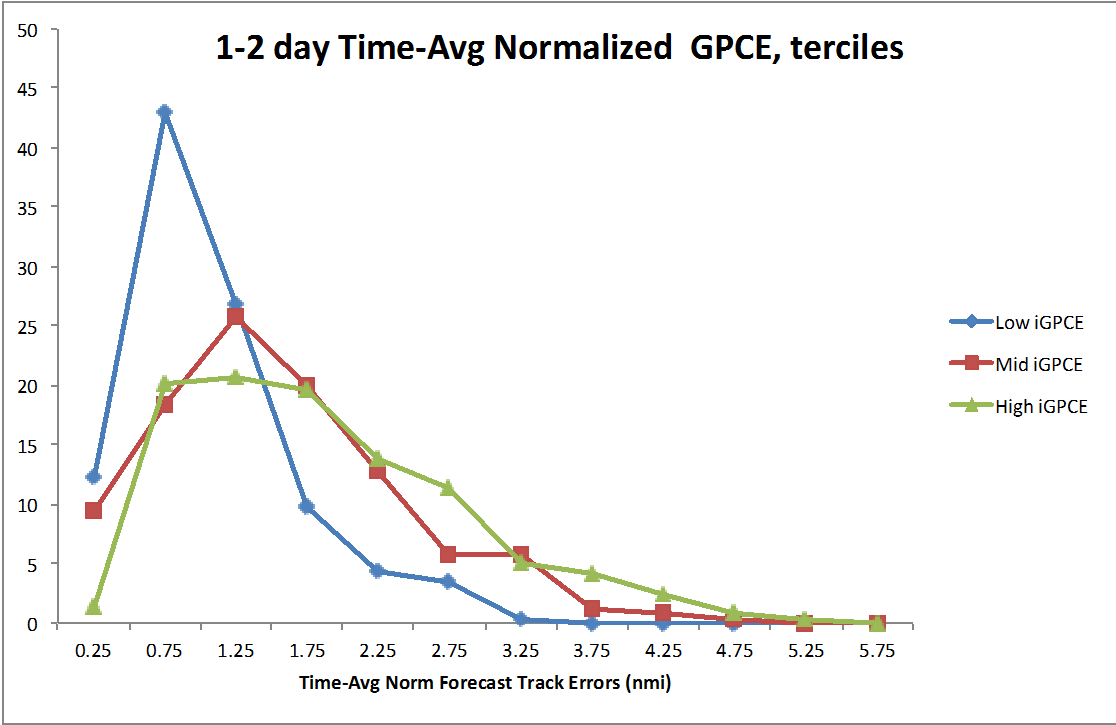 1-2 day Time-Avg Normalized  GPCE, terciles
50
45
40
35
30
25
20
15
10
5
0
0.25 0.75 1.25 1.75 2.25 2.75 3.25 3.75 4.25 4.75 5.25 5.75
Time-Avg Norm Forecast Track Errors (nmi)
Low iGPCE
Mid iGPCE
High iGPCE